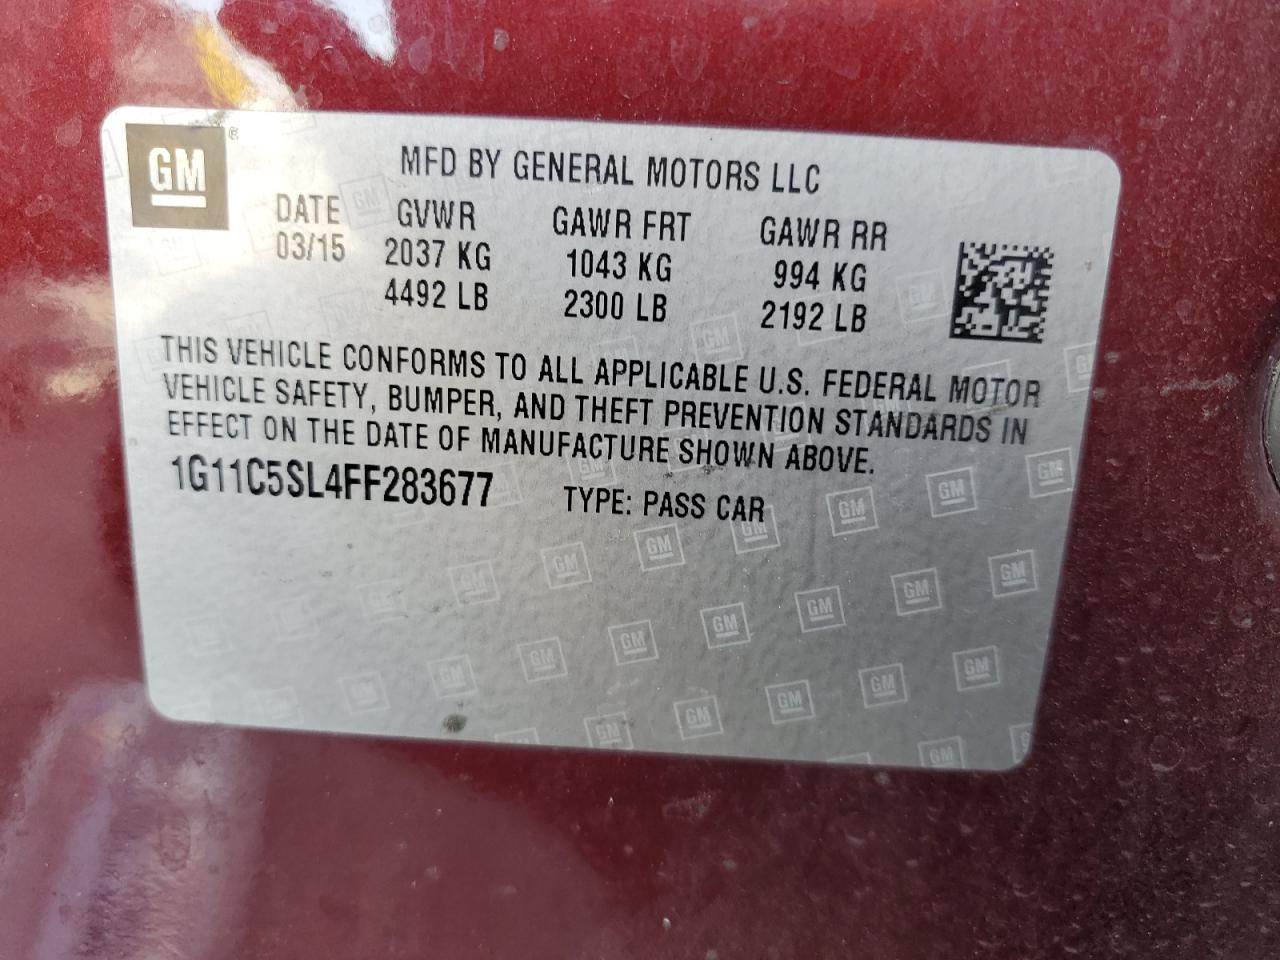 GM ®
MFD BY GENERAL MOTORS LLC
DATE GVWR GAWR FRT GAWR RR
03/15 2037 KG 1043 KG 994 KG
4492 LB 2300 LB 2192 LB
THIS VEHICLE CONFORMS TO ALL APPLICABLE U.S. FEDERAL MOTOR
VEHICLE SAFETY, BUMPER, AND THEFT PREVENTION STANDARDS IN
EFFECT ON THE DATE OF MANUFACTURE SHOWN ABOVE.
1G11C5SL4FF283677 TYPE: PASS CAR